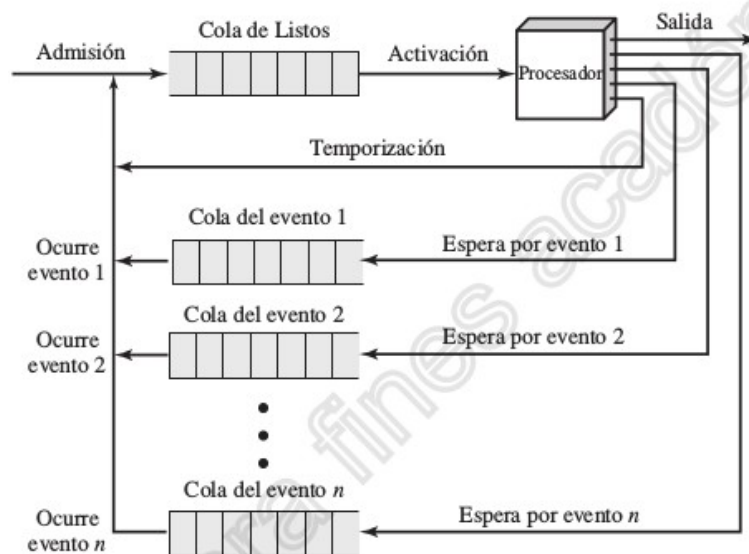 Cola de Listos
Salida
Admisión
Activación
Procesador
Temporización
Cola del evento 1
Ocurre
evento 1
Espera por evento 1
Cola del evento 2
Ocurre
evento 2
Espera por evento 2
Cola del evento n
Ocurre
evento n
Espera por evento n
fines